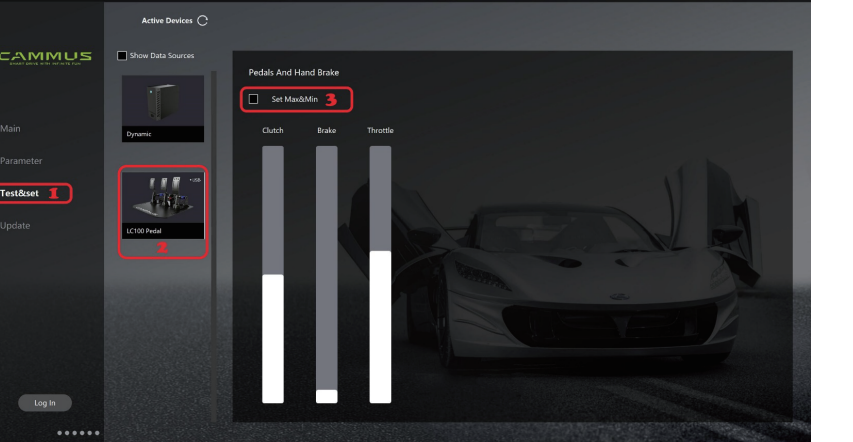 Active Devices
CAMMUS
Show Data Sources
Pedals And Hand Brake
Set Max&Min 3
Clutch Brake Throttle
Main
Dynamic
Parameter
Test&set 1
Update
LC100 Pedal
2
Log In